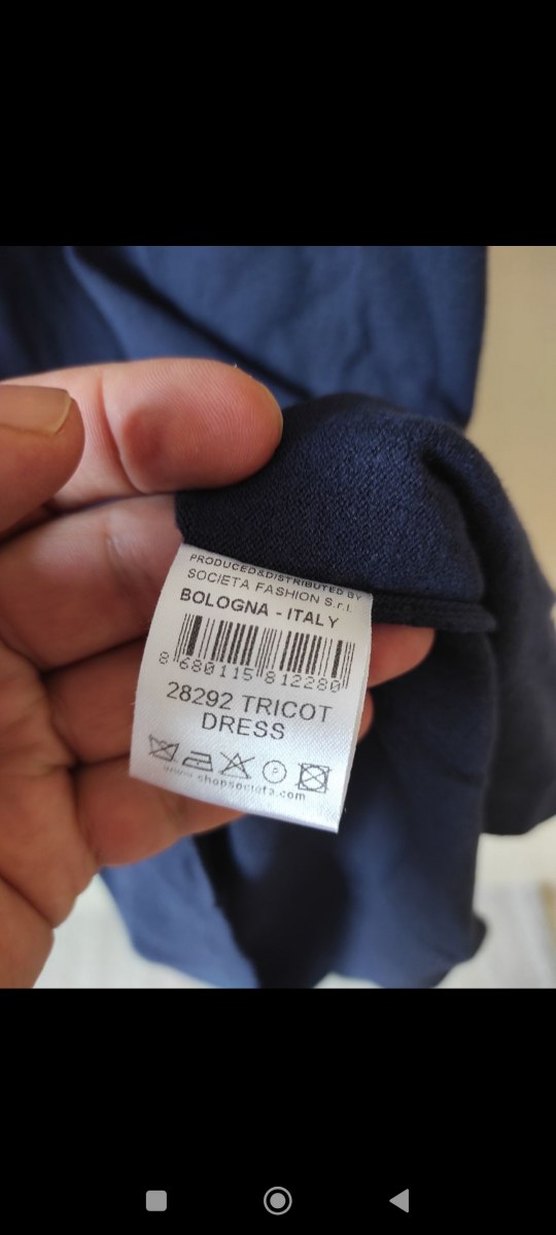 PRODUCED&DISTRIBUTED BY
SOCIETA FASHION S.r.l.
BOLOGNA - ITALY
8 680115 812280
28292 TRICOT
DRESS
www.shopsocieta.com